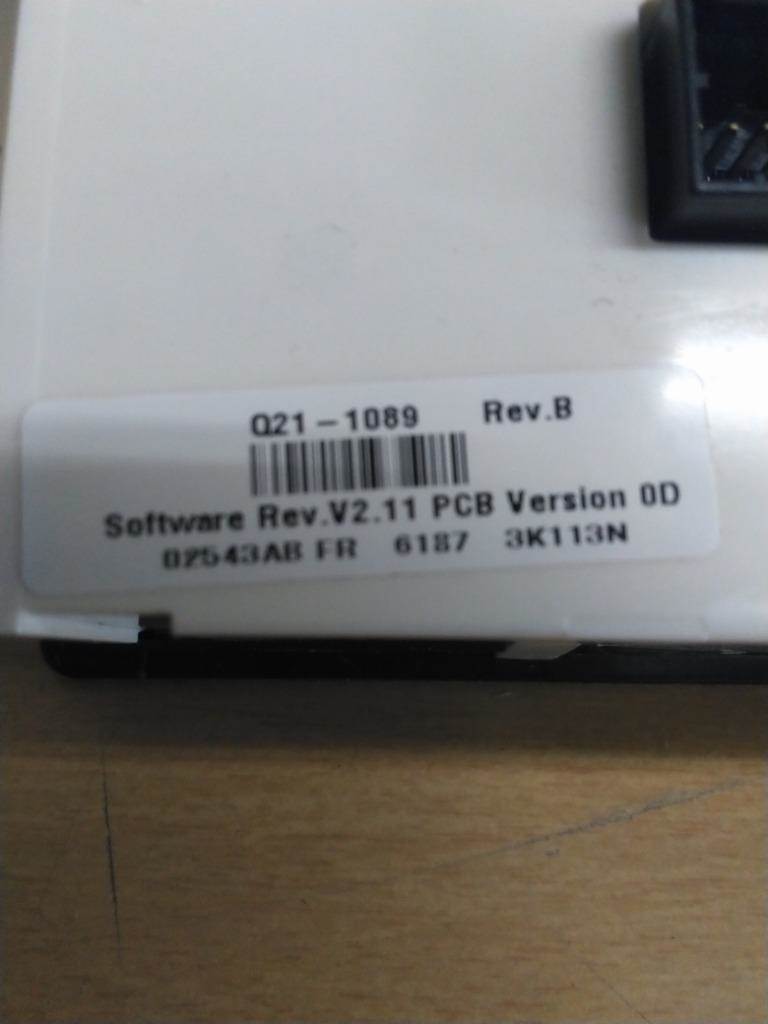 Q21-1089 Rev.B
Software Rev.V2.11 PCB Version 0D
02543AB FR 6187 3K113N